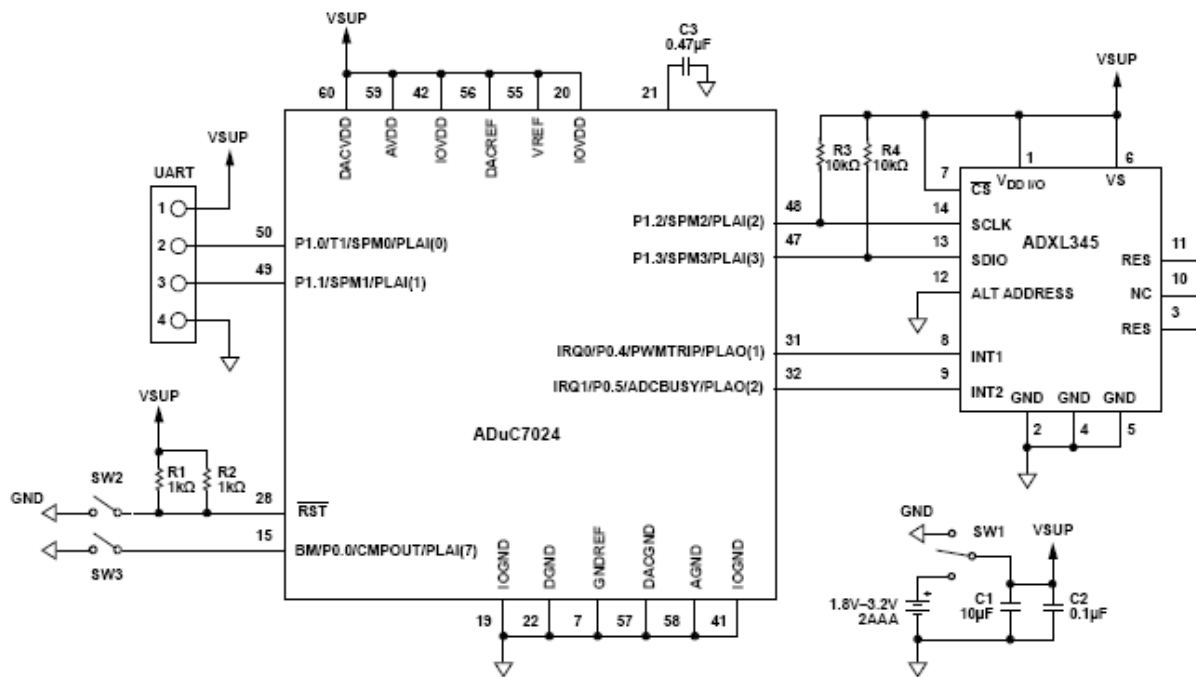 VSUP
C3
0.47µF
60 59 42 56 55 20 21
DACVDD
AVDD
IOVDD
DACREF
VREF
IOVDD
VSUP
UART
1
2
3
4
50
P1.0/T1/SPM0/PLAI(0)
49
P1.1/SPM1/PLAI(1)
P1.2/SPM2/PLAI(2)
48
P1.3/SPM3/PLAI(3)
47
IRQ0/P0.4/PWMTRIP/PLAO(1)
31
IRQ1/P0.5/ADCBUSY/PLAO(2)
32
ADuC7024
VSUP
R1
1kΩ
R2
1kΩ
SW2
GND
28
RST
15
BM/P0.0/CMPOUT/PLAI(7)
SW3
IOGND
DGND
GNDREF
DACGND
AGND
IOGND
19 22 7 57 58 41
VSUP
R3
10kΩ
R4
10kΩ
7
CS
1
VDD I/O
6
VS
14
SCLK
ADXL345
13
SDIO
12
ALT ADDRESS
8
INT1
9
INT2
11
RES
10
NC
3
RES
GND GND GND
2 4 5
GND
SW1
VSUP
1.8V–3.2V
2AAA
+
C1
10µF
C2
0.1µF